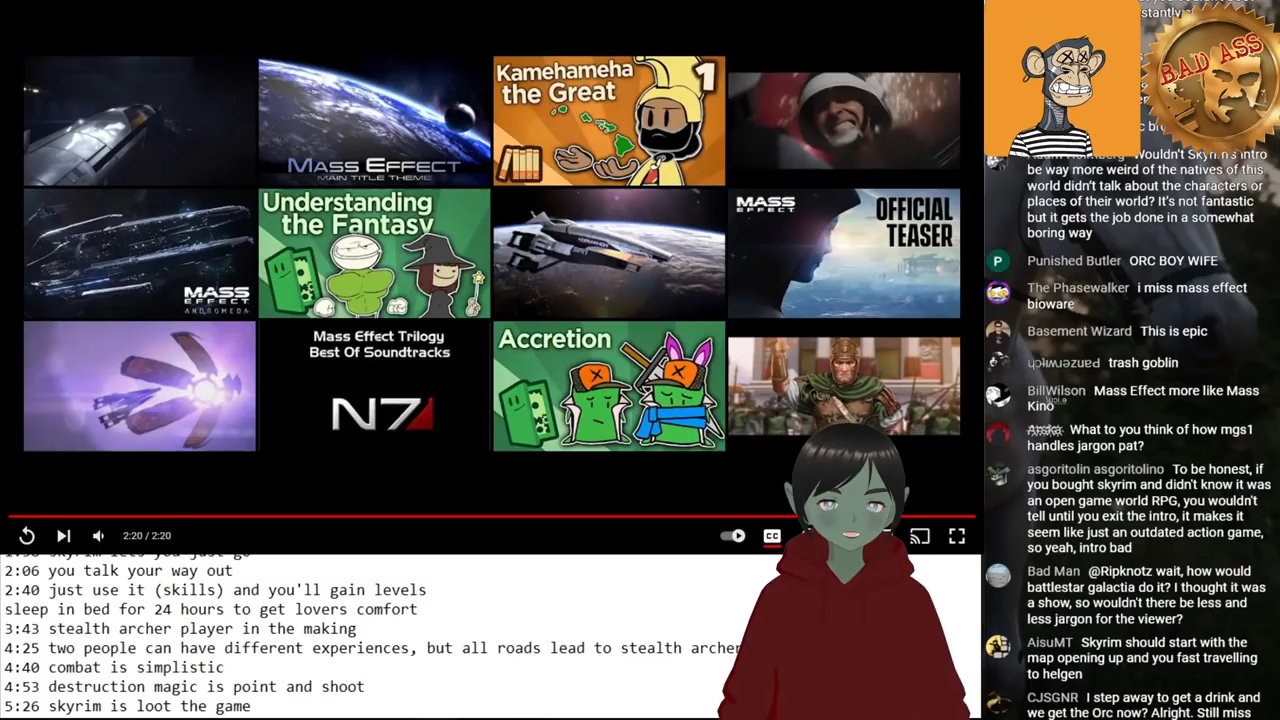 Kamehameha
the Great
1
MASS EFFECT
MAIN TITLE THEME
Understanding
the Fantasy
MASS
EFFECT
ANDROMEDA
MASS
EFFECT
OFFICIAL
TEASER
Mass Effect Trilogy
Best Of Soundtracks
N7
Accretion
2:20 / 2:20
CC
skyrim lets you just go
2:06 you talk your way out
2:40 just use it (skills) and you'll gain levels
sleep in bed for 24 hours to get lovers comfort
3:43 stealth archer player in the making
4:25 two people can have different experiences, but all roads lead to stealth archer
4:40 combat is simplistic
4:53 destruction magic is point and shoot
5:26 skyrim is loot the game
BAD ASS
Wouldn't Skyrim's intro
be way more weird of the natives of this
world didn't talk about the characters or
places of their world? It's not fantastic
but it gets the job done in a somewhat
boring way
P
Punished Butler ORC BOY WIFE
The Phasewalker i miss mass effect
bioware
Basement Wizard This is epic
trash goblin
BillWilson Mass Effect more like Mass
Kino
What to you think of how mgs1
handles jargon pat?
asgoritolin asgoritolino To be honest, if
you bought skyrim and didn't know it was
an open game world RPG, you wouldn't
tell until you exit the intro, it makes it
seem like just an outdated action game,
so yeah, intro bad
Bad Man @Ripknotz wait, how would
battlestar galactia do it? I thought it was
a show, so wouldn't there be less and
less jargon for the viewer?
AisuMT Skyrim should start with the
map opening up and you fast travelling
to helgen
CJSGNR I step away to get a drink and
we get the Orc now? Alright. Still miss